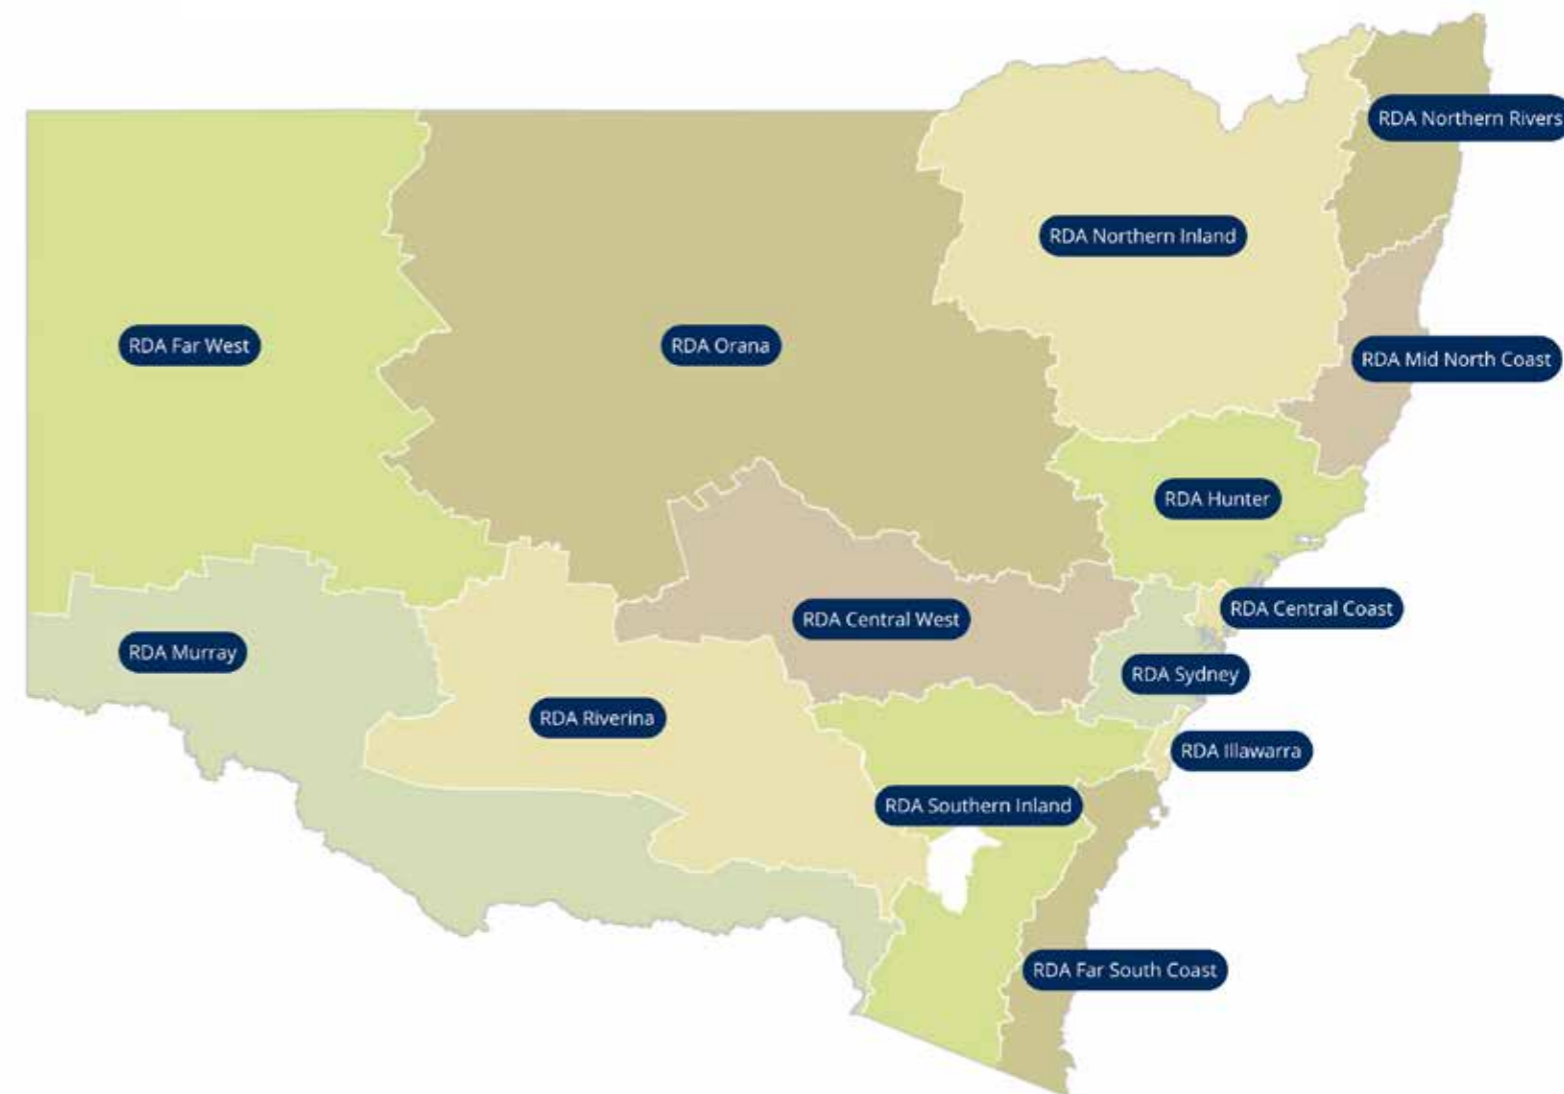 RDA Northern Rivers
RDA Northern Inland
RDA Far West
RDA Orana
RDA Mid North Coast
RDA Hunter
RDA Central Coast
RDA Central West
RDA Murray
RDA Sydney
RDA Riverina
RDA Illawarra
RDA Southern Inland
RDA Far South Coast